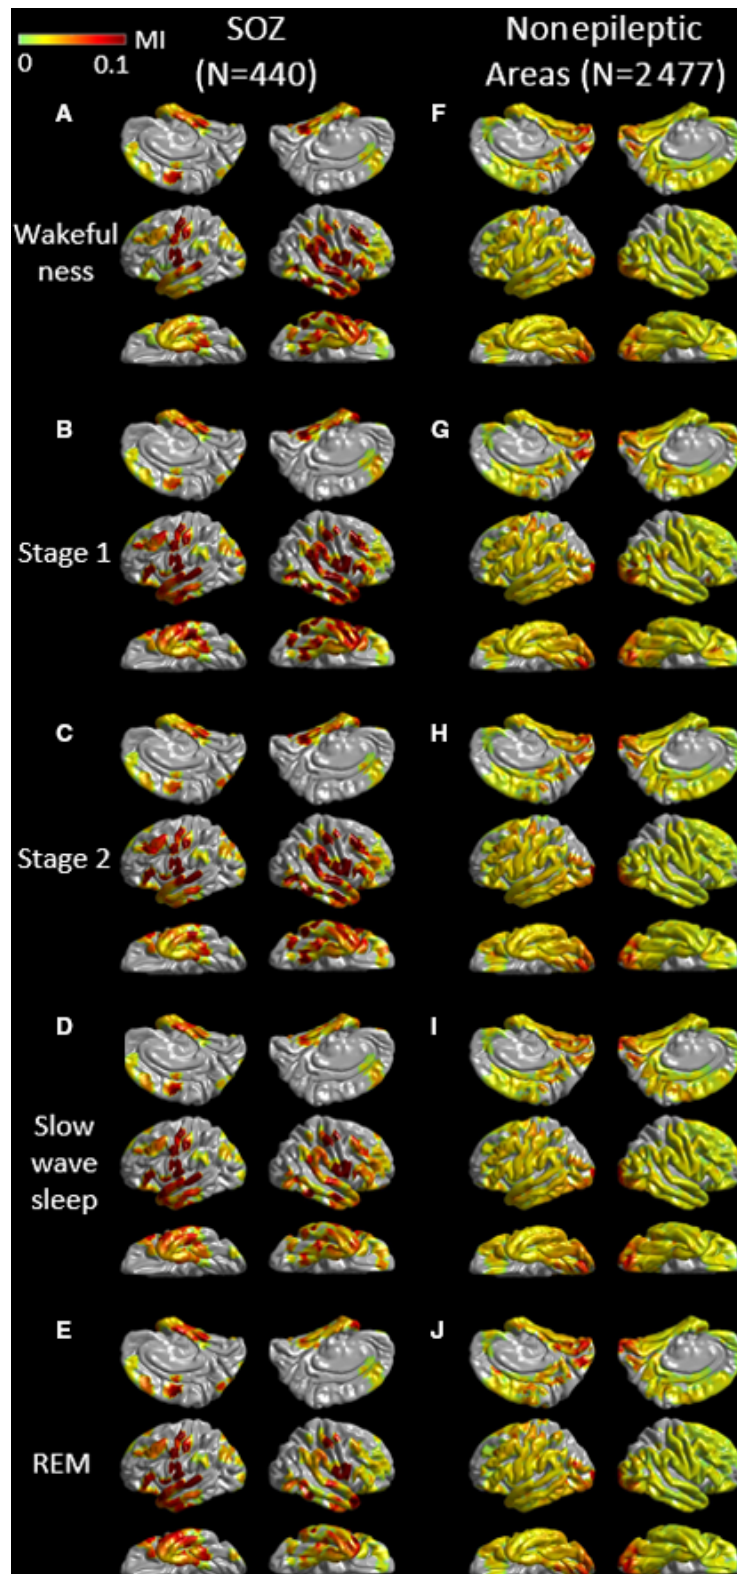 MI
0 0.1
SOZ
(N=440)
Nonepileptic
Areas (N=2477)
A
F
Wakeful
ness
B
G
Stage 1
C
H
Stage 2
D
I
Slow
wave
sleep
E
J
REM